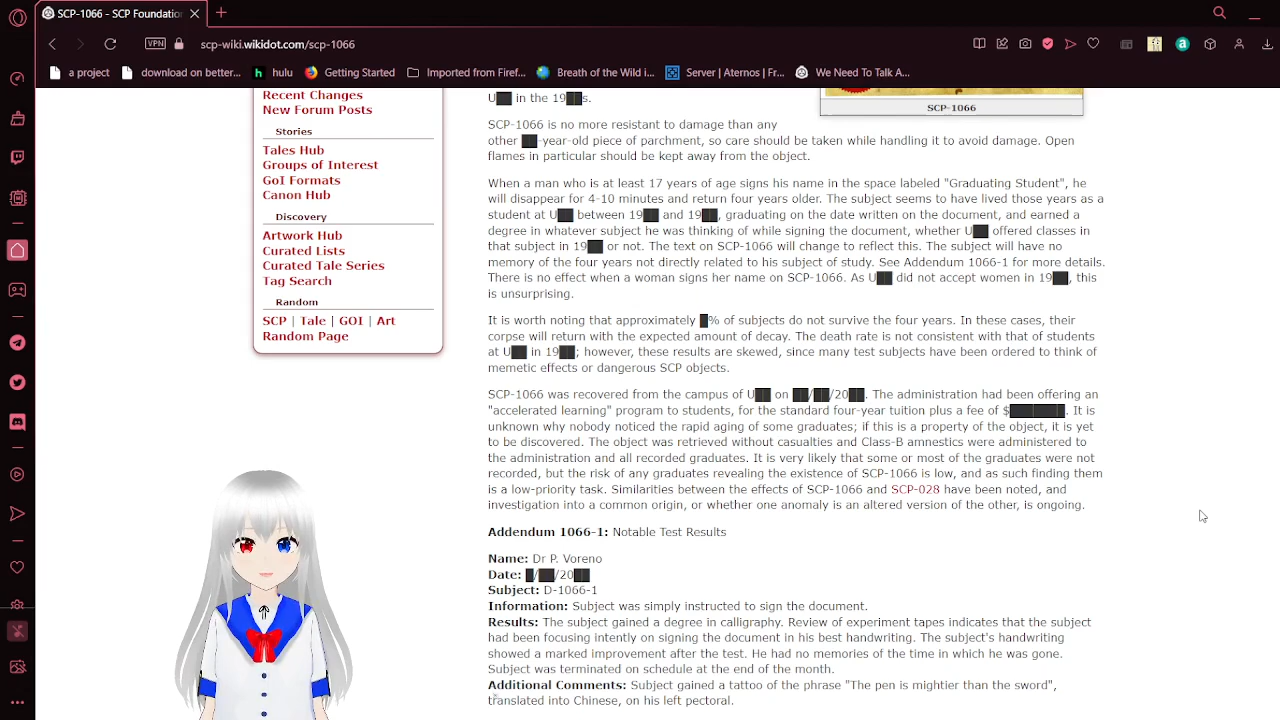 SCP-1066 - SCP Foundation
VPN
scp-wiki.wikidot.com/scp-1066
a project
download on better...
hulu
Getting Started
Imported from Firef...
Breath of the Wild i...
Server | Aternos | Fr...
We Need To Talk A...
Recent Changes
New Forum Posts
Stories
Tales Hub
Groups of Interest
GoI Formats
Canon Hub
Discovery
Artwork Hub
Curated Lists
Curated Tale Series
Tag Search
Random
SCP | Tale | GOI | Art
Random Page
SCP-1066
U██ in the 19██s.
SCP-1066 is no more resistant to damage than any
other ██-year-old piece of parchment, so care should be taken while handling it to avoid damage. Open
flames in particular should be kept away from the object.
When a man who is at least 17 years of age signs his name in the space labeled "Graduating Student", he
will disappear for 4-10 minutes and return four years older. The subject seems to have lived those years as a
student at U██ between 19██ and 19██, graduating on the date written on the document, and earned a
degree in whatever subject he was thinking of while signing the document, whether U██ offered classes in
that subject in 19██ or not. The text on SCP-1066 will change to reflect this. The subject will have no
memory of the four years not directly related to his subject of study. See Addendum 1066-1 for more details.
There is no effect when a woman signs her name on SCP-1066. As U██ did not accept women in 19██, this
is unsurprising.
It is worth noting that approximately █% of subjects do not survive the four years. In these cases, their
corpse will return with the expected amount of decay. The death rate is not consistent with that of students
at U██ in 19██; however, these results are skewed, since many test subjects have been ordered to think of
memetic effects or dangerous SCP objects.
SCP-1066 was recovered from the campus of U██ on ██/██/20██. The administration had been offering an
"accelerated learning" program to students, for the standard four-year tuition plus a fee of $███████. It is
unknown why nobody noticed the rapid aging of some graduates; if this is a property of the object, it is yet
to be discovered. The object was retrieved without casualties and Class-B amnestics were administered to
the administration and all recorded graduates. It is very likely that some or most of the graduates were not
recorded, but the risk of any graduates revealing the existence of SCP-1066 is low, and as such finding them
is a low-priority task. Similarities between the effects of SCP-1066 and SCP-028 have been noted, and
investigation into a common origin, or whether one anomaly is an altered version of the other, is ongoing.
Addendum 1066-1: Notable Test Results
Name: Dr P. Voreno
Date: █/██/20██
Subject: D-1066-1
Information: Subject was simply instructed to sign the document.
Results: The subject gained a degree in calligraphy. Review of experiment tapes indicates that the subject
had been focusing intently on signing the document in his best handwriting. The subject's handwriting
showed a marked improvement after the test. He had no memories of the time in which he was gone.
Subject was terminated on schedule at the end of the month.
Additional Comments: Subject gained a tattoo of the phrase "The pen is mightier than the sword",
translated into Chinese, on his left pectoral.